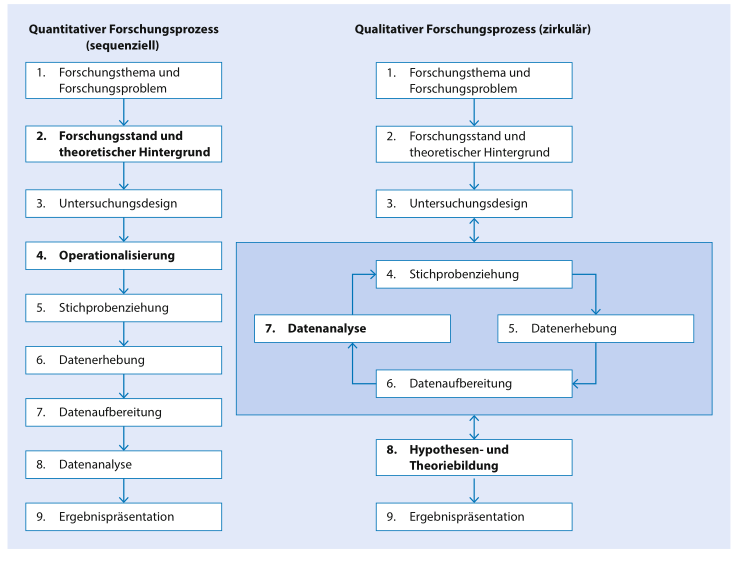 Quantitativer Forschungsprozess
(sequenziell)
1. Forschungsthema und
Forschungsproblem
2. Forschungsstand und
theoretischer Hintergrund
3. Untersuchungsdesign
4. Operationalisierung
5. Stichprobenziehung
6. Datenerhebung
7. Datenaufbereitung
8. Datenanalyse
9. Ergebnispräsentation
Qualitativer Forschungsprozess (zirkulär)
1. Forschungsthema und
Forschungsproblem
2. Forschungsstand und
theoretischer Hintergrund
3. Untersuchungsdesign
4. Stichprobenziehung
5. Datenerhebung
6. Datenaufbereitung
7. Datenanalyse
8. Hypothesen- und
Theoriebildung
9. Ergebnispräsentation